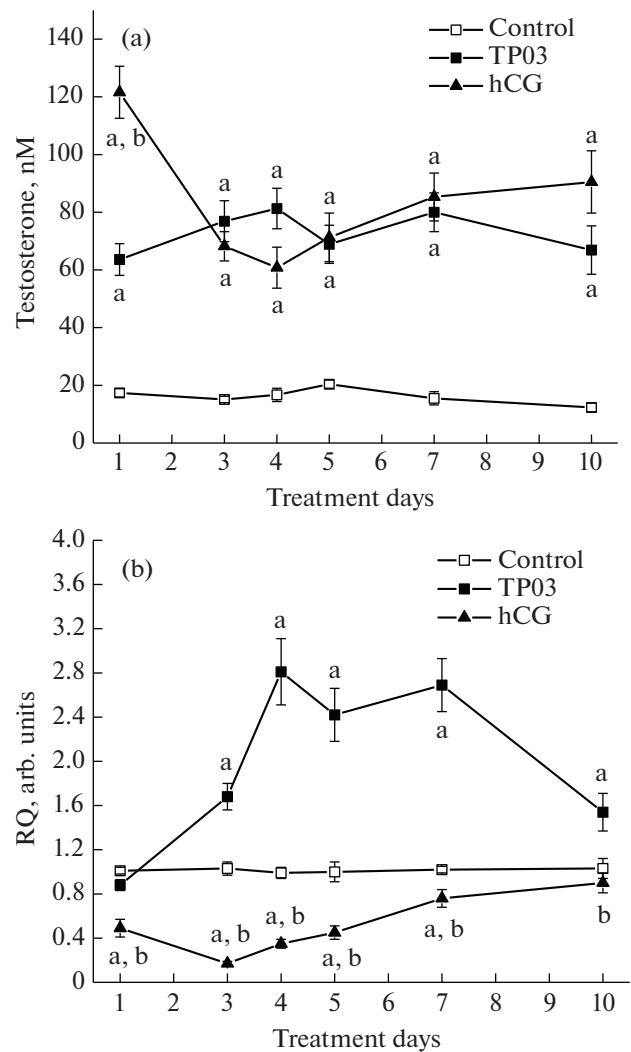 (a)
Control
TP03
hCG
Testosterone, nM
140
120
100
80
60
40
20
0
a, b
a
a
a
a
a
a
a
a
a
a
a
1
2
3
4
5
6
7
8
9
10
Treatment days
(b)
Control
TP03
hCG
RQ, arb. units
4.0
3.6
3.2
2.8
2.4
2.0
1.6
1.2
0.8
0.4
0
a
a
a
a
a
a, b
a, b
a, b
a, b
a, b
b
1
2
3
4
5
6
7
8
9
10
Treatment days